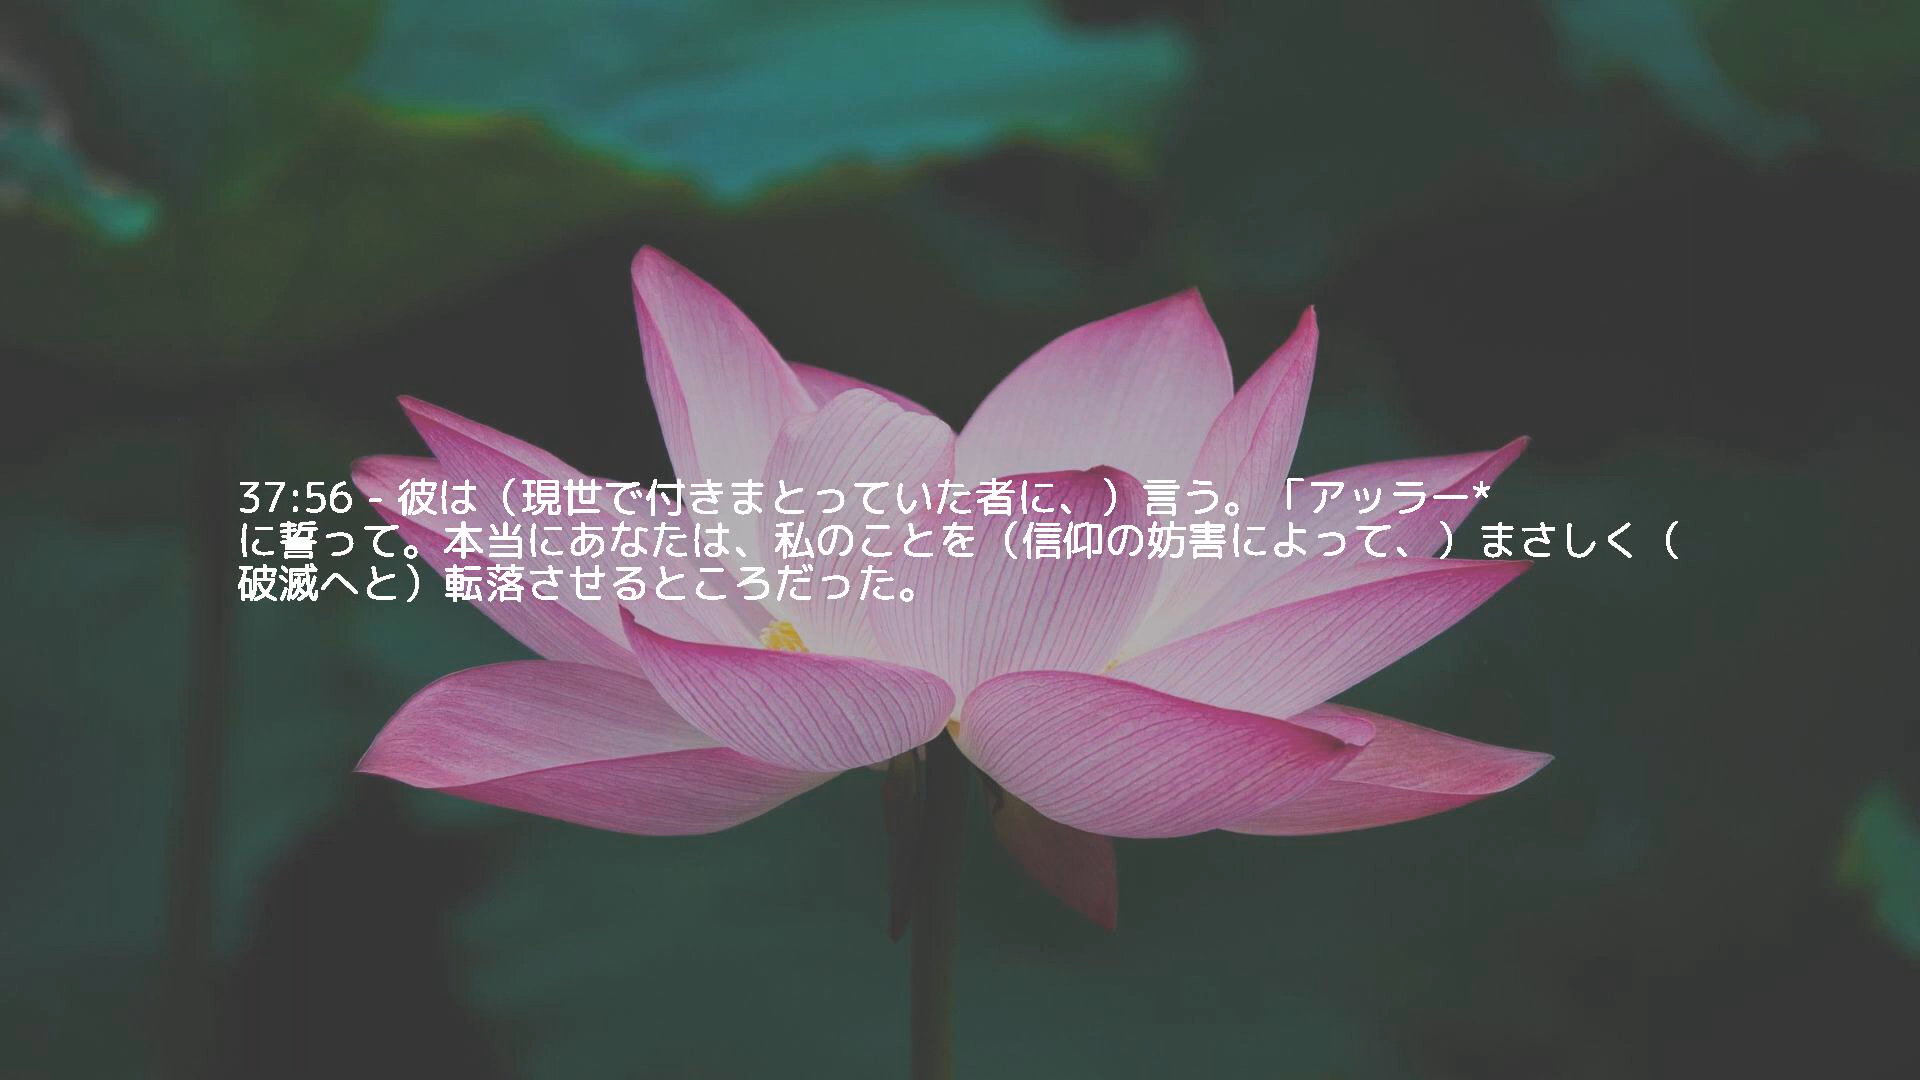 37:56 - 彼は（現世で付きまとっていた者に、）言う。「アッラー*
に誓って。本当にあなたは、私のことを（信仰の妨害によって、）まさしく（
破滅へと）転落させるところだった。